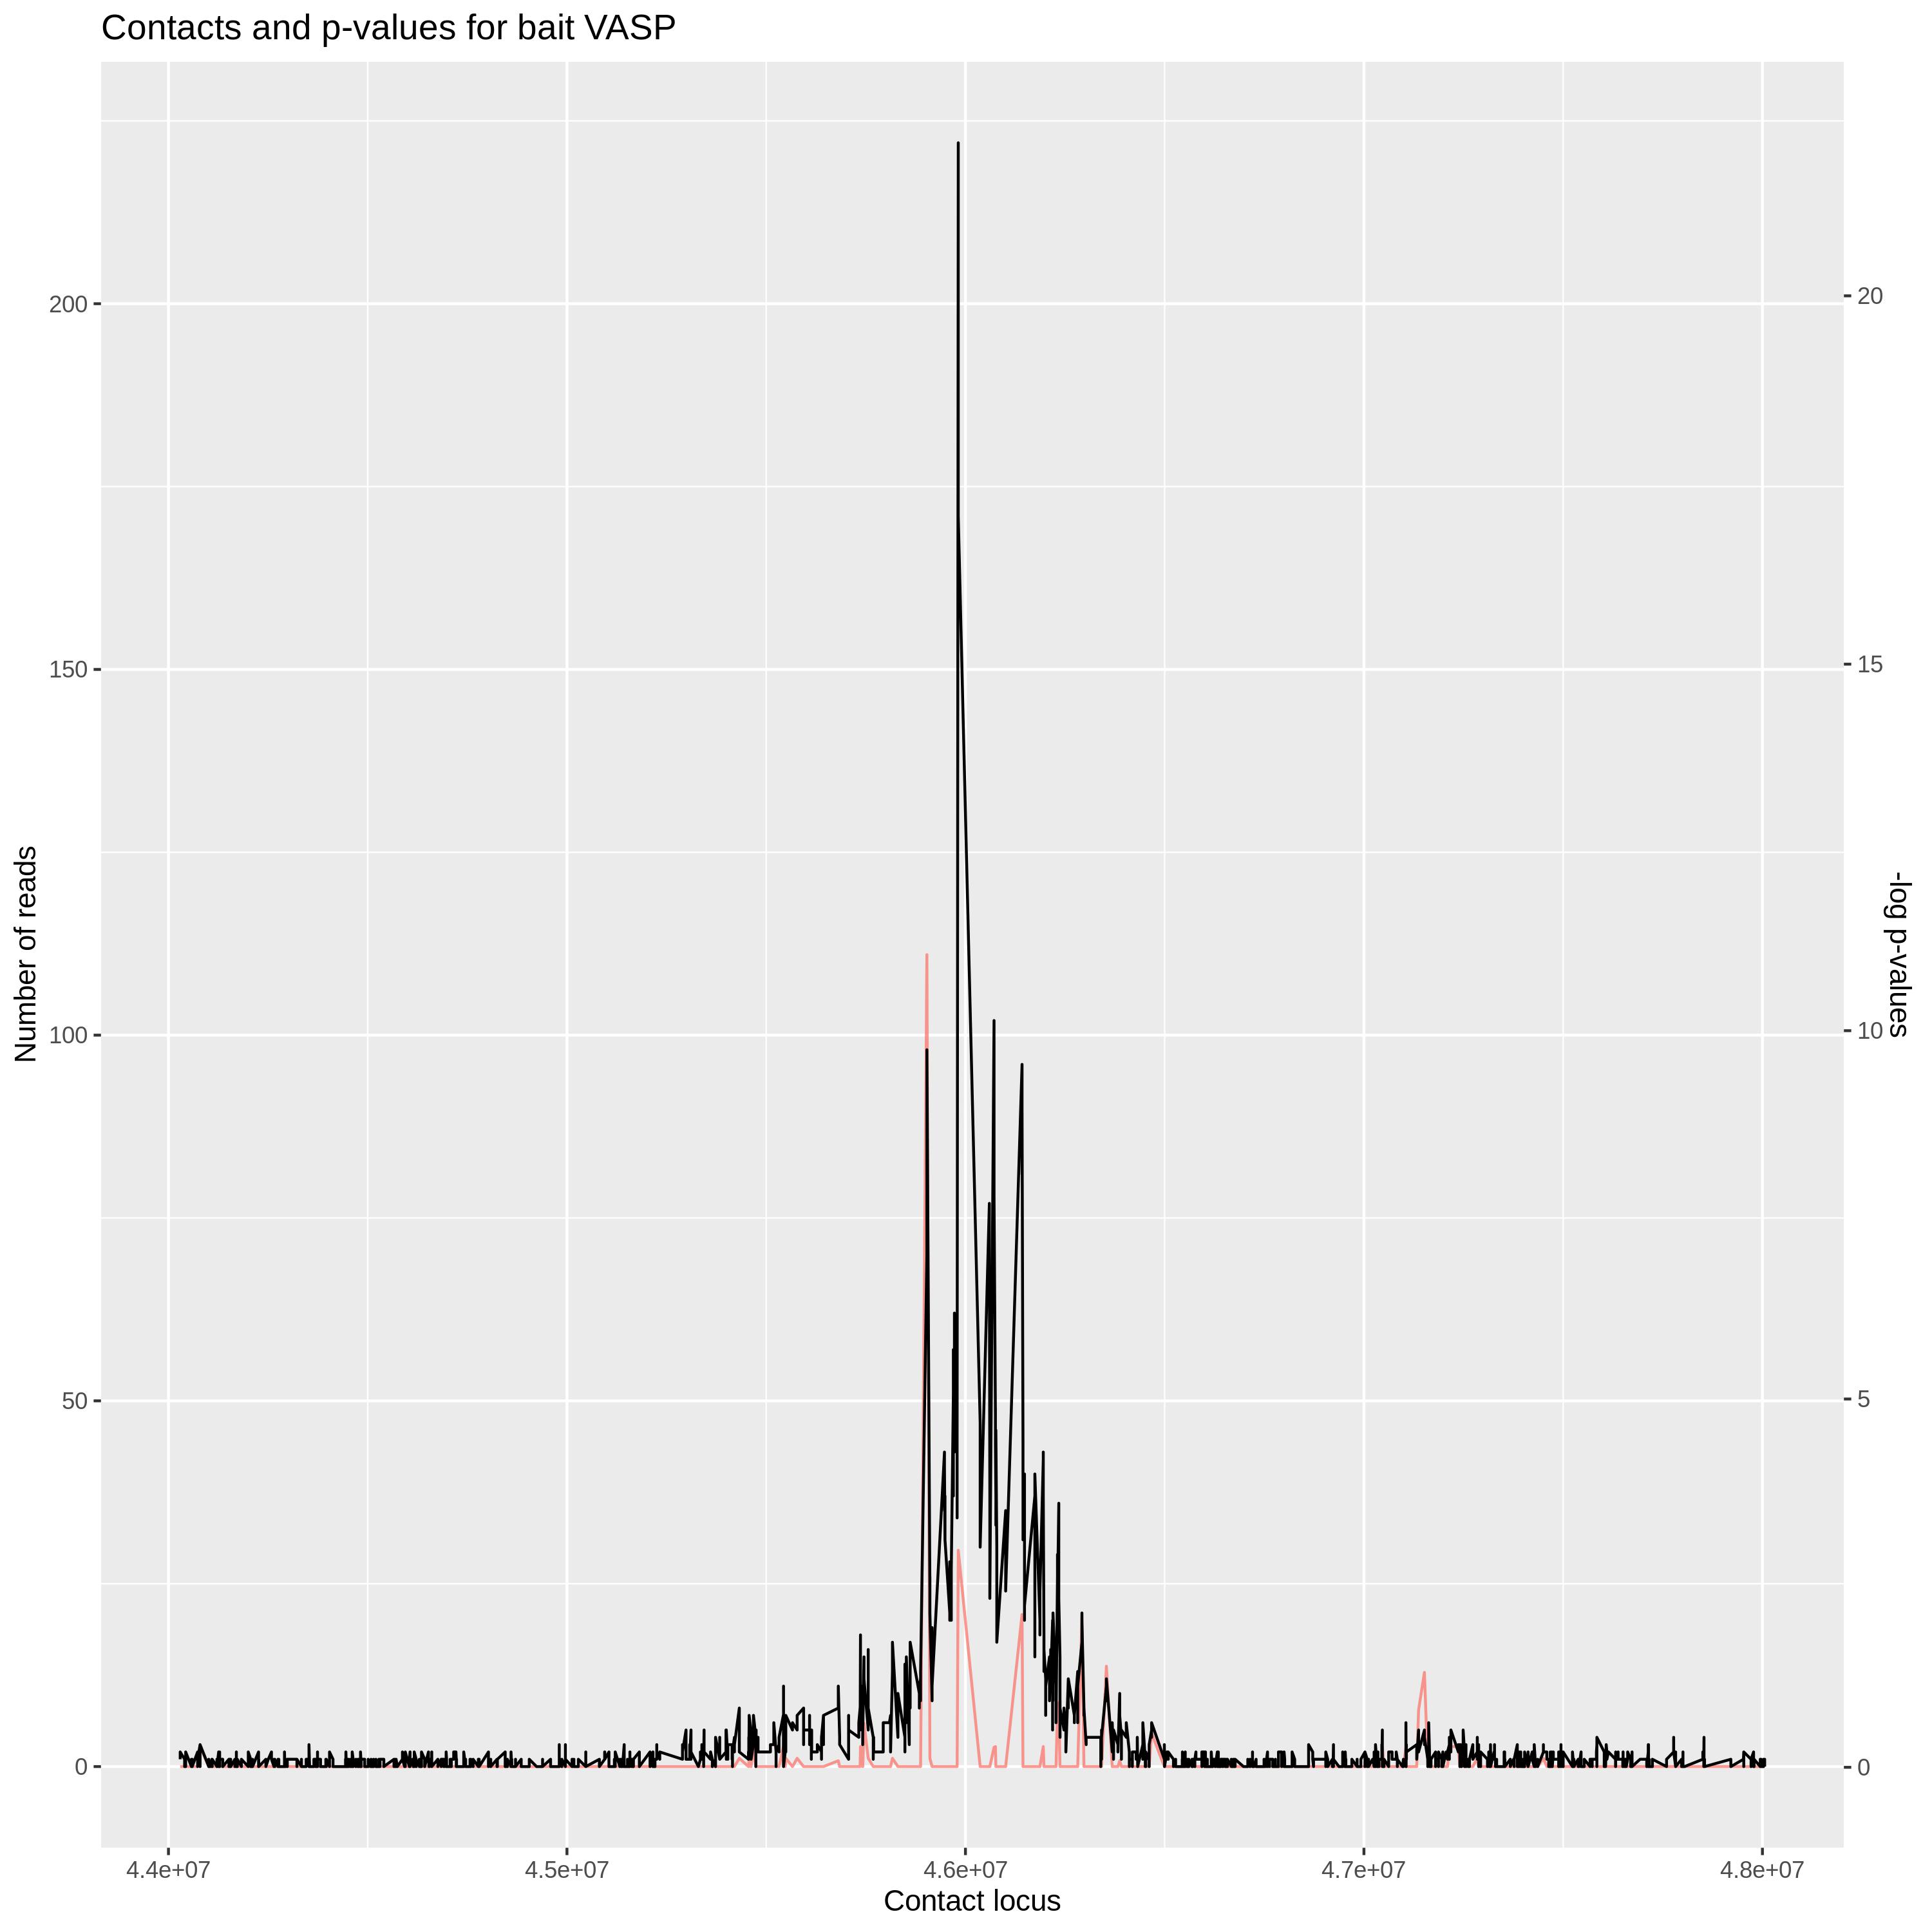 Contacts and p-values for bait VASP
Number of reads
200
150
100
50
0
20
15
10
5
0
-log p-values
4.4e+07 4.5e+07 4.6e+07 4.7e+07 4.8e+07
Contact locus